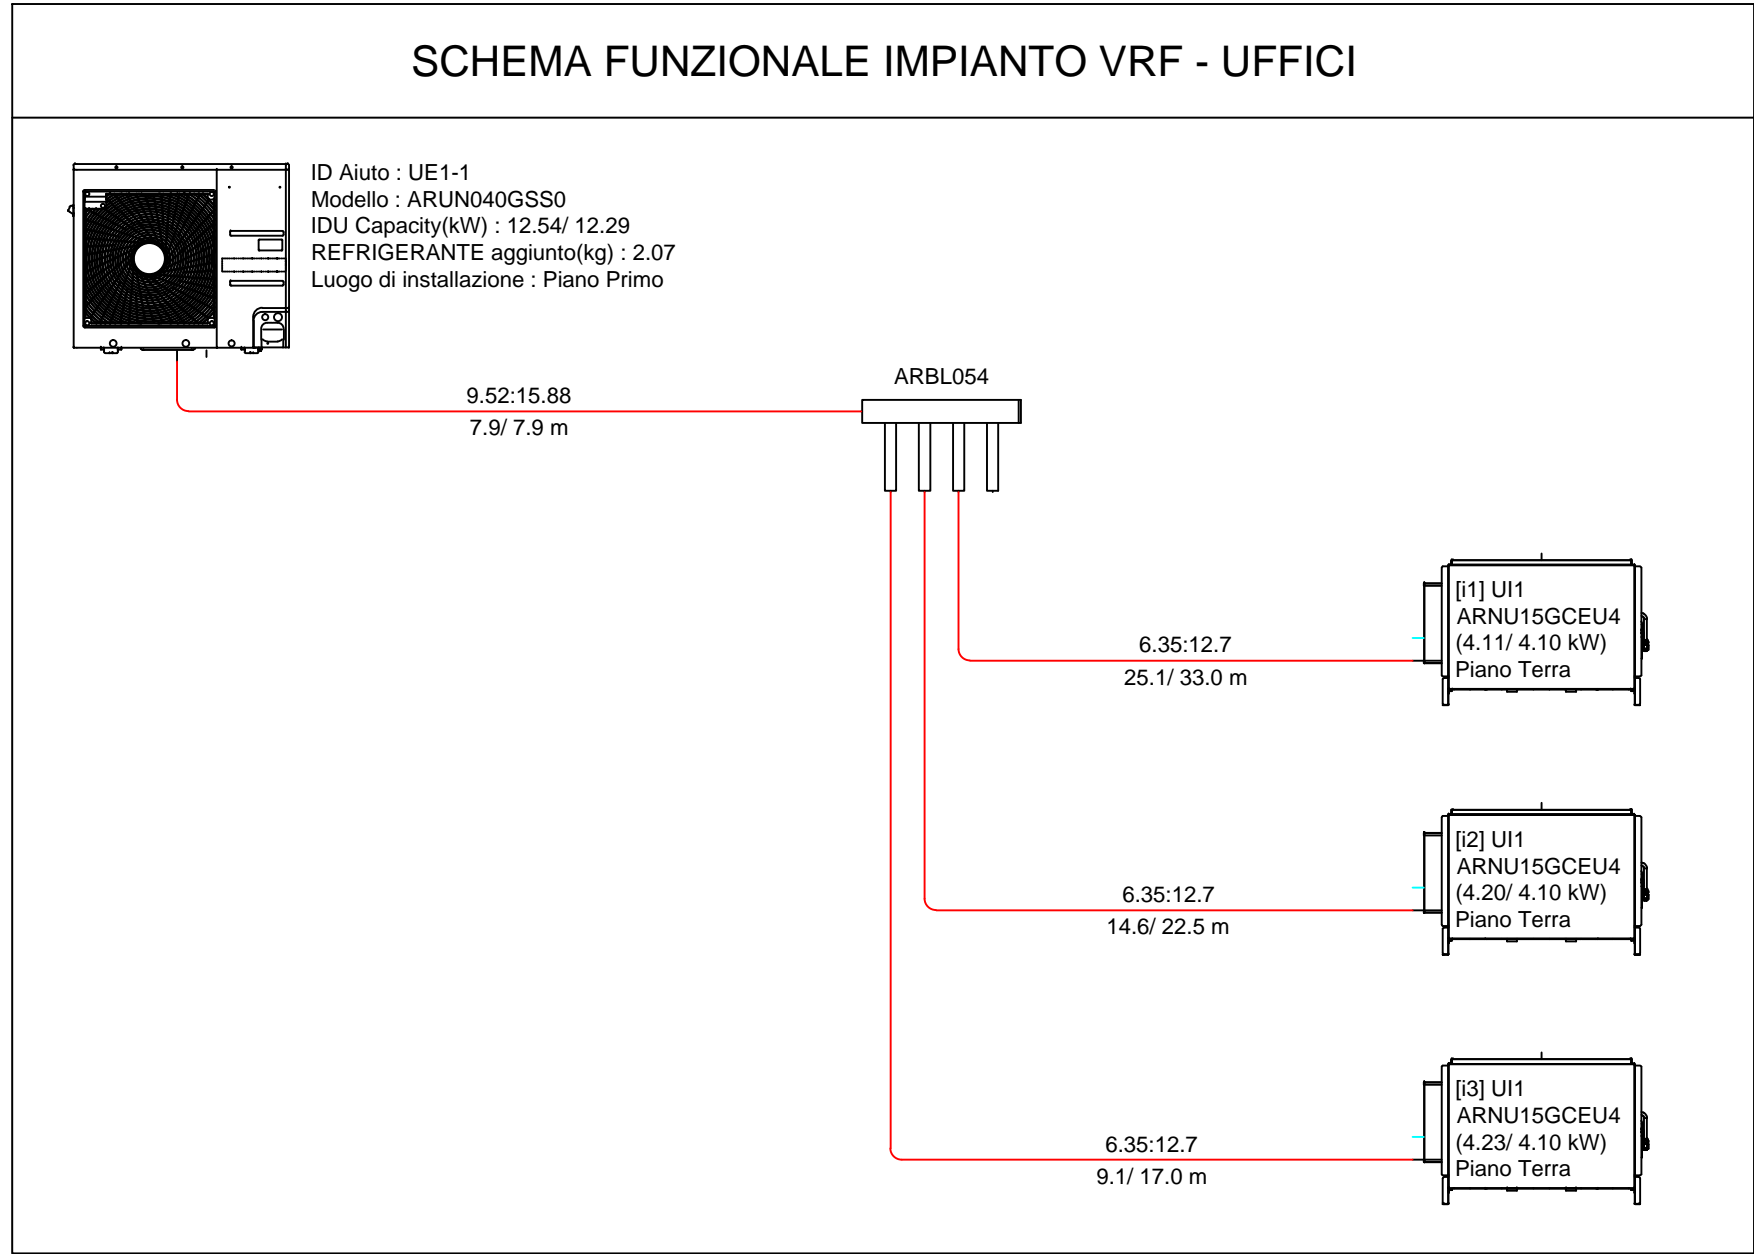 SCHEMA FUNZIONALE IMPIANTO VRF - UFFICI
ID Aiuto : UE1-1
Modello : ARUN040GSS0
IDU Capacity(kW) : 12.54/ 12.29
REFRIGERANTE aggiunto(kg) : 2.07
Luogo di installazione : Piano Primo
ARBL054
9.52:15.88
7.9/ 7.9 m
[i1] UI1
ARNU15GCEU4
(4.11/ 4.10 kW)
Piano Terra
6.35:12.7
25.1/ 33.0 m
[i2] UI1
ARNU15GCEU4
(4.20/ 4.10 kW)
Piano Terra
6.35:12.7
14.6/ 22.5 m
[i3] UI1
ARNU15GCEU4
(4.23/ 4.10 kW)
Piano Terra
6.35:12.7
9.1/ 17.0 m